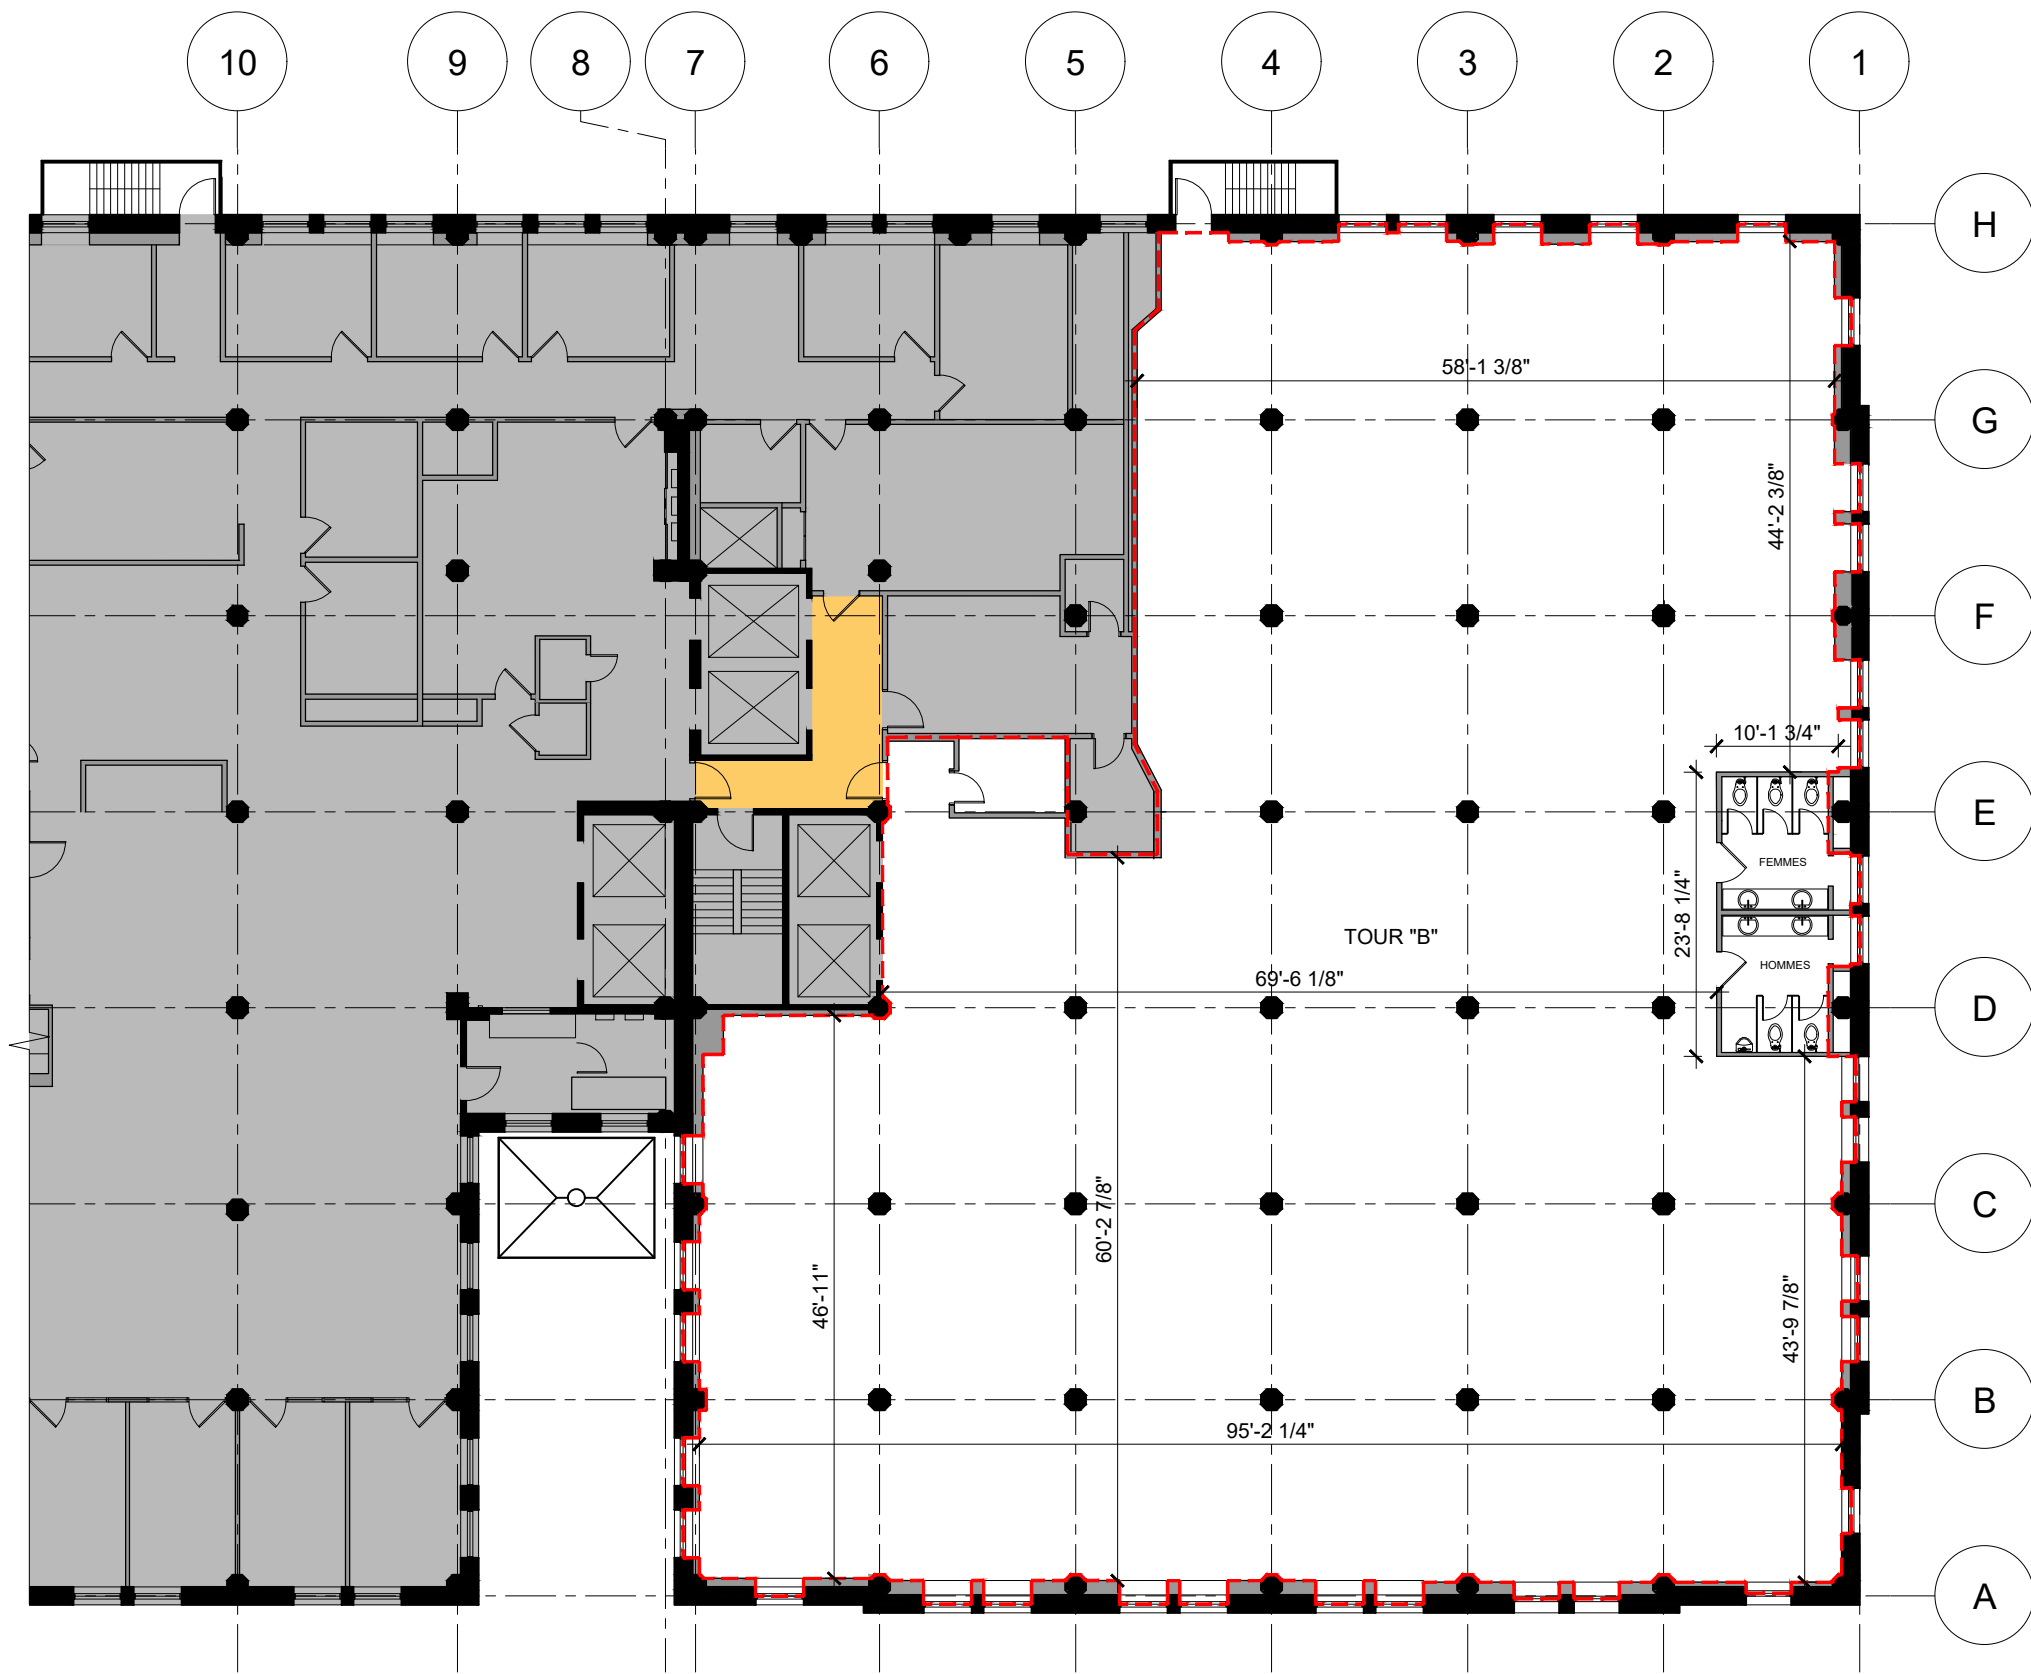 10 9 8 7 6 5 4 3 2 1
H
58'-1 3/8"
G
44'-2 3/8"
F
10'-1 3/4"
E
FEMMES
23'-8 1/4"
TOUR "B"
HOMMES
69'-6 1/8"
D
C
60'-2 7/8"
46'-11"
43'-9 7/8"
B
95'-2 1/4"
A